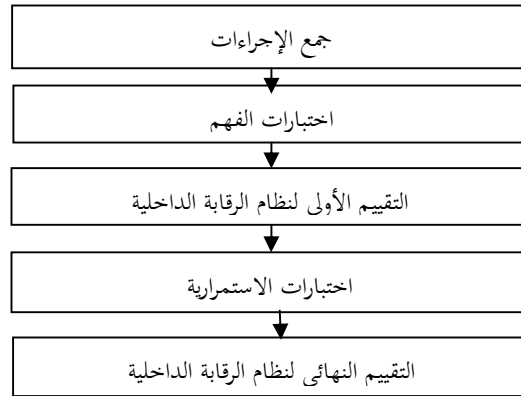 جمع الإجراءات
اختبارات الفهم
التقييم الأولى لنظام الرقابة الداخلية
اختبارات الاستمرارية
التقييم النهائى لنظام الرقابة الداخلية